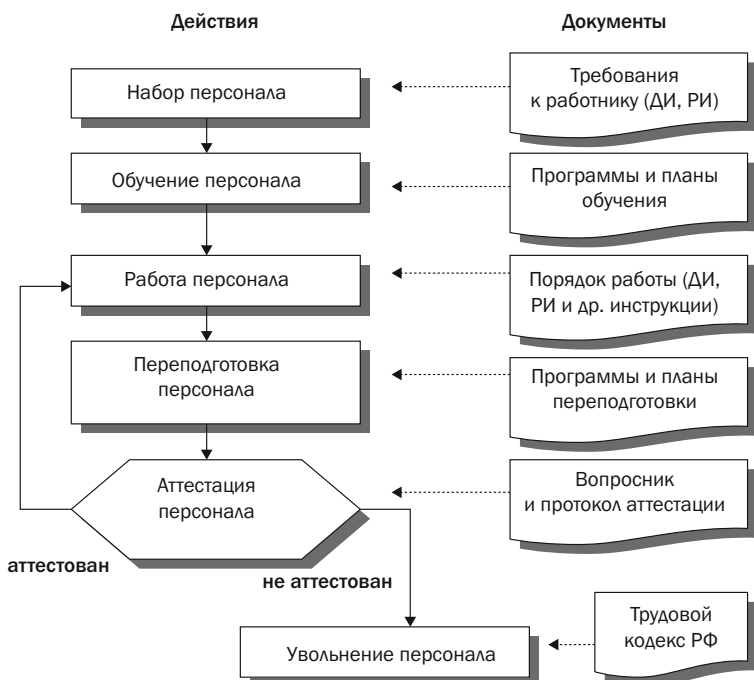 Действия
Документы
Набор персонала
Требования
к работнику (ДИ, РИ)
Обучение персонала
Программы и планы
обучения
Работа персонала
Порядок работы (ДИ,
РИ и др. инструкции)
Переподготовка
персонала
Программы и планы
переподготовки
Аттестация
персонала
Вопросник
и протокол аттестации
аттестован
не аттестован
Увольнение персонала
Трудовой
кодекс РФ